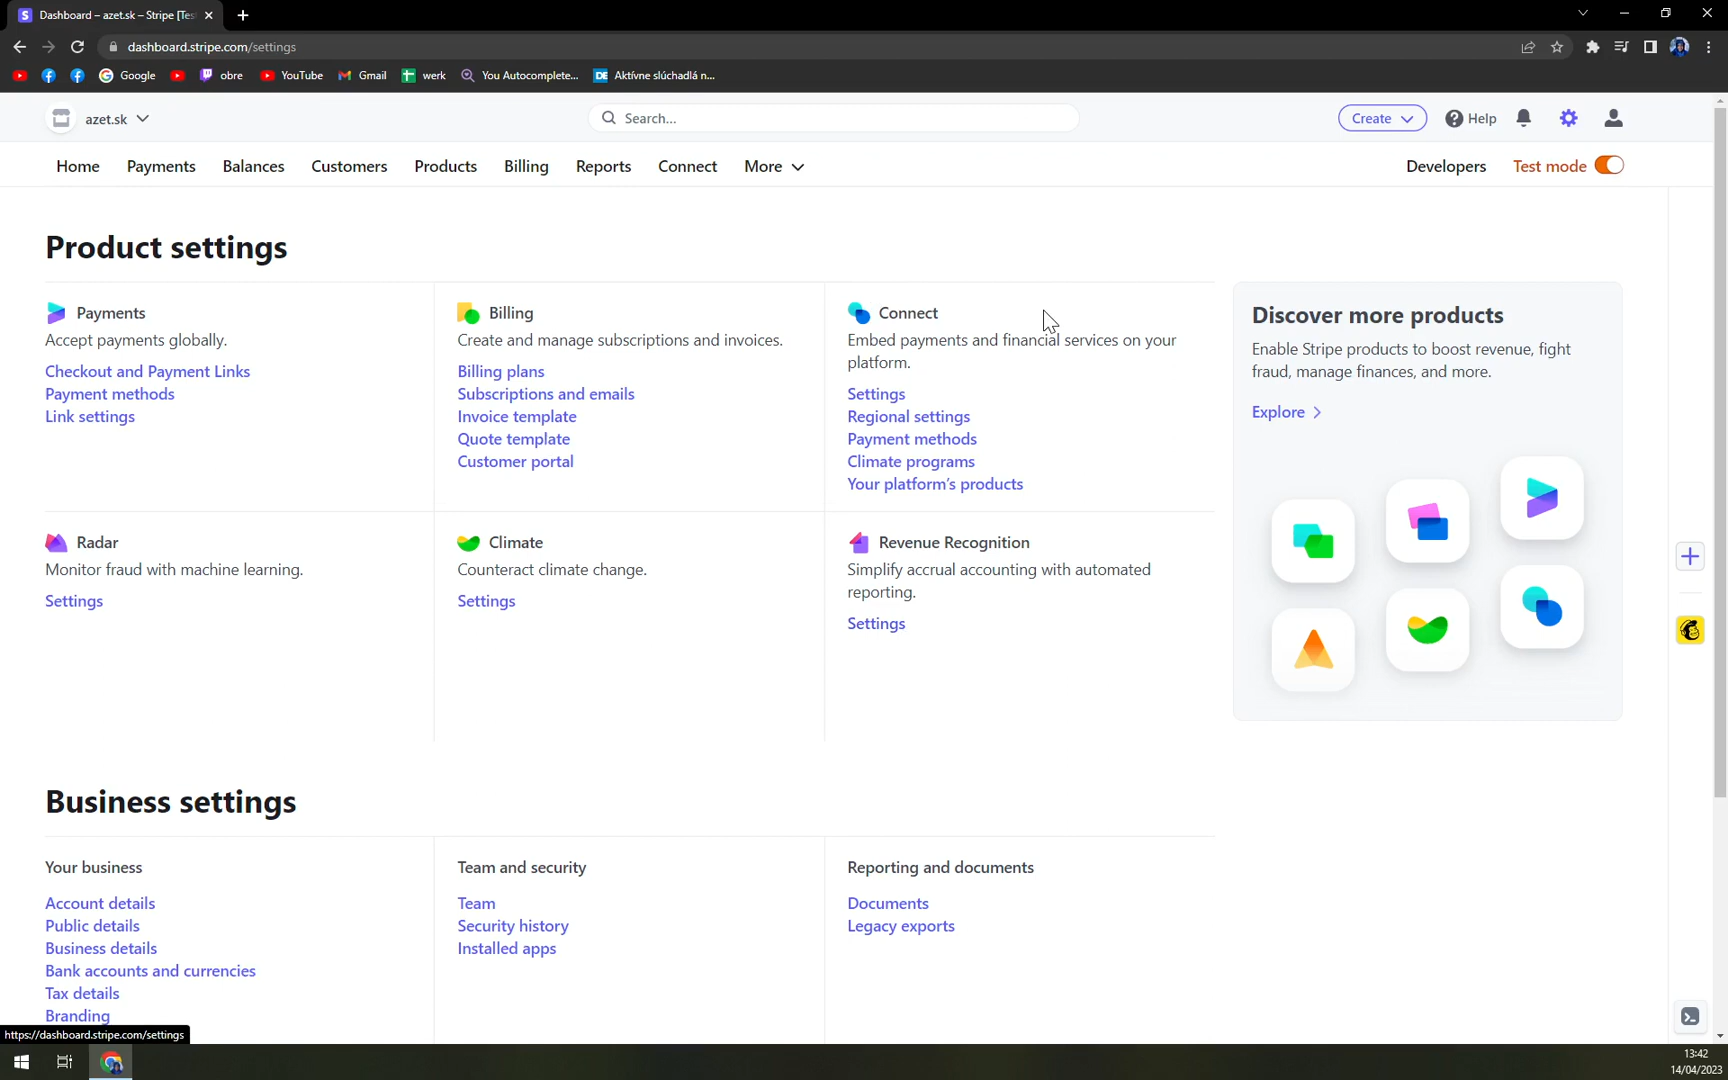 Dashboard – azet.sk – Stripe [Tes
dashboard.stripe.com/settings
Google
obre
YouTube
Gmail
werk
You Autocomplete...
DE Aktívne slúchadlá n...
azet.sk
Search...
Create
Help
Home
Payments
Balances
Customers
Products
Billing
Reports
Connect
More
Developers
Test mode
Product settings
Payments
Accept payments globally.
Checkout and Payment Links
Payment methods
Link settings
Billing
Create and manage subscriptions and invoices.
Billing plans
Subscriptions and emails
Invoice template
Quote template
Customer portal
Connect
Embed payments and financial services on your
platform.
Settings
Regional settings
Payment methods
Climate programs
Your platform's products
Discover more products
Enable Stripe products to boost revenue, fight
fraud, manage finances, and more.
Explore
Radar
Monitor fraud with machine learning.
Settings
Climate
Counteract climate change.
Settings
Revenue Recognition
Simplify accrual accounting with automated
reporting.
Settings
Business settings
Your business
Account details
Public details
Business details
Bank accounts and currencies
Tax details
Branding
Team and security
Team
Security history
Installed apps
Reporting and documents
Documents
Legacy exports
https://dashboard.stripe.com/settings
13:42
14/04/2023